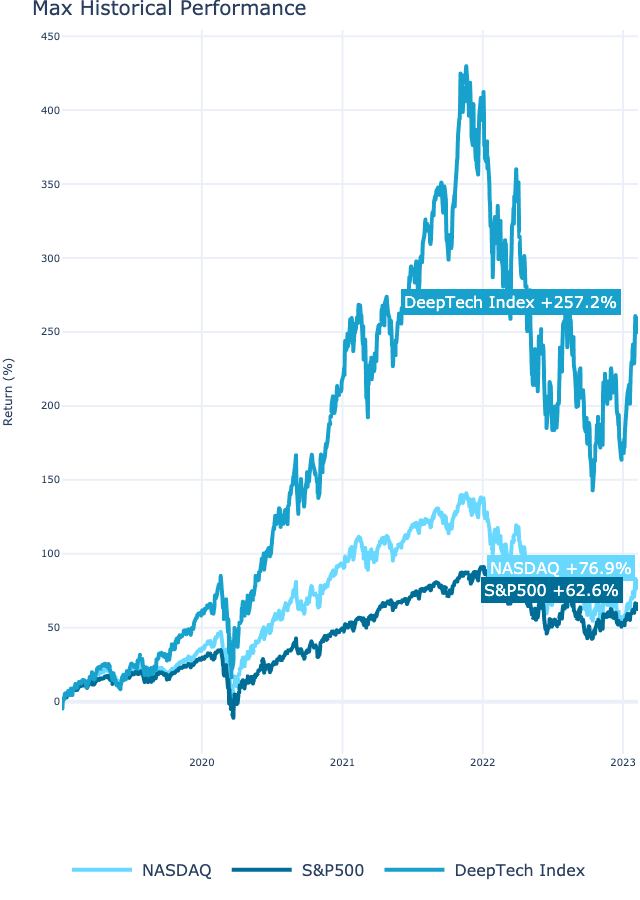 Max Historical Performance
450
400
350
300
250
200
150
100
50
0
Return (%)
DeepTech Index +257.2%
NASDAQ +76.9%
S&P500 +62.6%
2020
2021
2022
2023
NASDAQ
S&P500
DeepTech Index